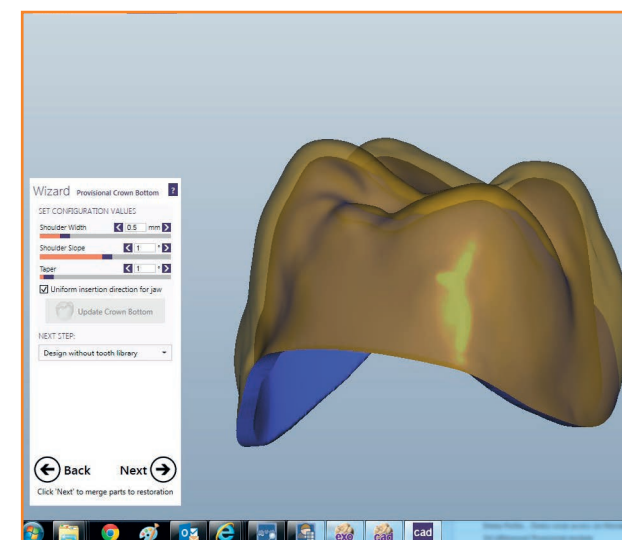 Wizard Provisional Crown Bottom ?
SET CONFIGURATION VALUES
Shoulder Width 0.5 mm
Shoulder Slope 1 °
Taper 1 °
Uniform insertion direction for jaw
Update Crown Bottom
NEXT STEP:
Design without tooth library
Back Next
Click 'Next' to merge parts to restoration
exo cad cad